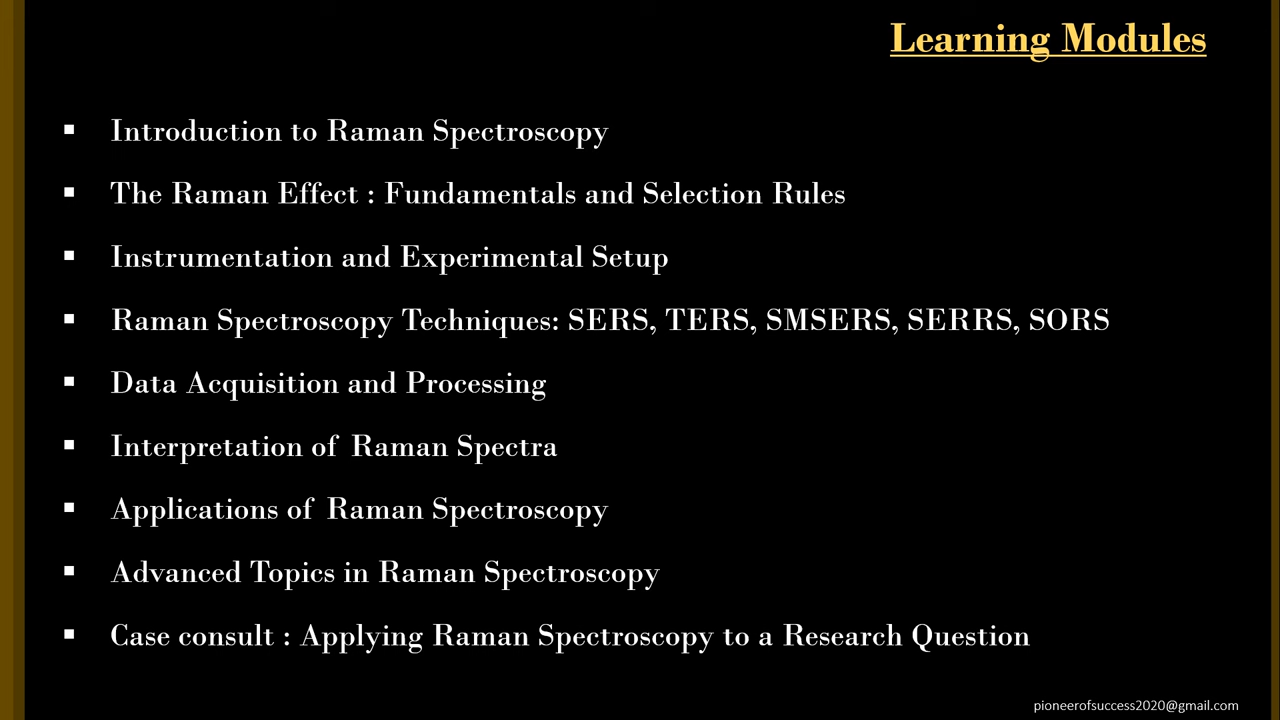 Learning Modules
▪ Introduction to Raman Spectroscopy
▪ The Raman Effect : Fundamentals and Selection Rules
▪ Instrumentation and Experimental Setup
▪ Raman Spectroscopy Techniques: SERS, TERS, SMSERS, SERRS, SORS
▪ Data Acquisition and Processing
▪ Interpretation of Raman Spectra
▪ Applications of Raman Spectroscopy
▪ Advanced Topics in Raman Spectroscopy
▪ Case consult : Applying Raman Spectroscopy to a Research Question
pioneerofsuccess2020@gmail.com